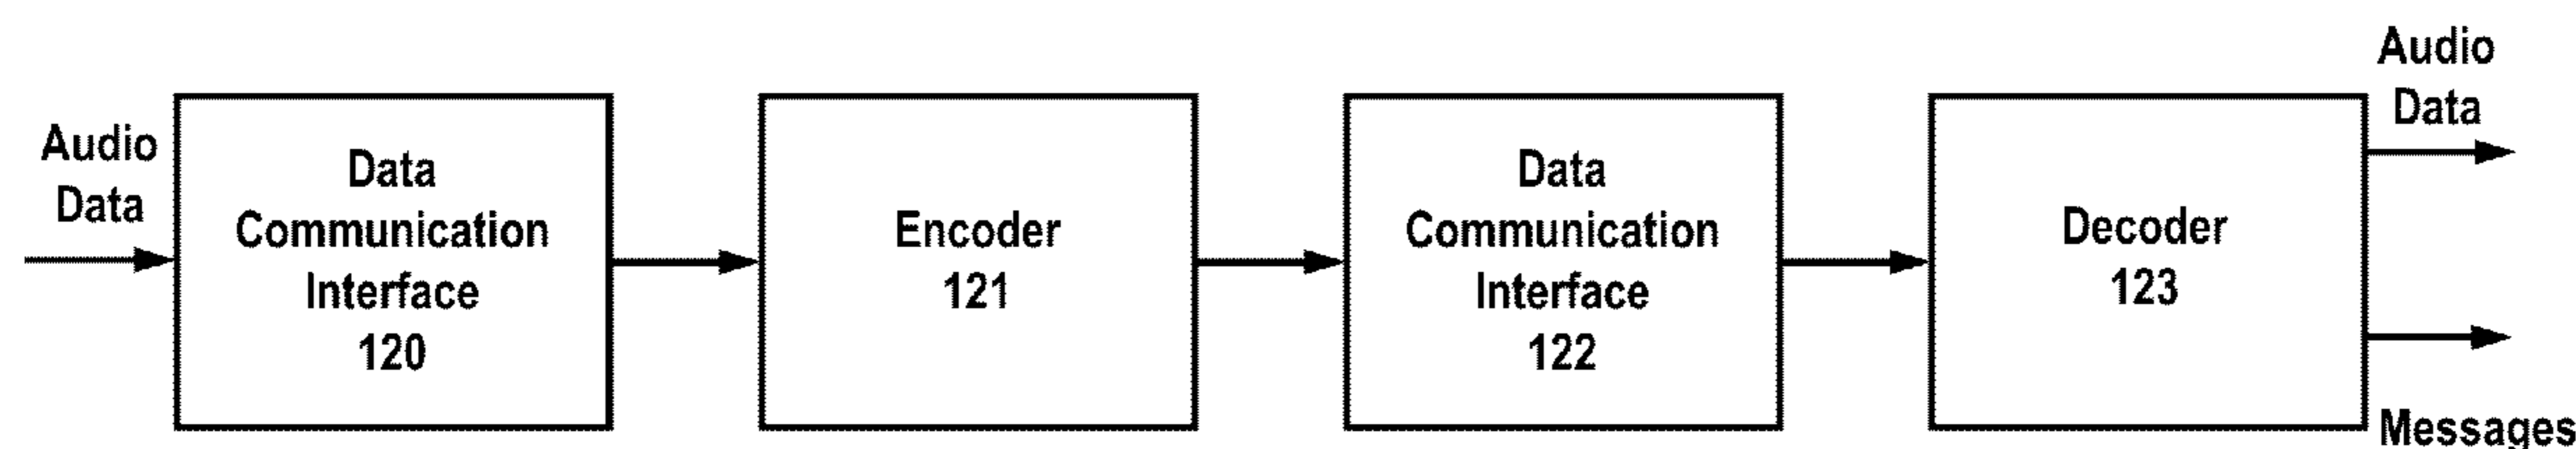 Audio
Data
Data
Communication
Interface
120
Encoder
121
Data
Communication
Interface
122
Decoder
123
Audio
Data
Messages